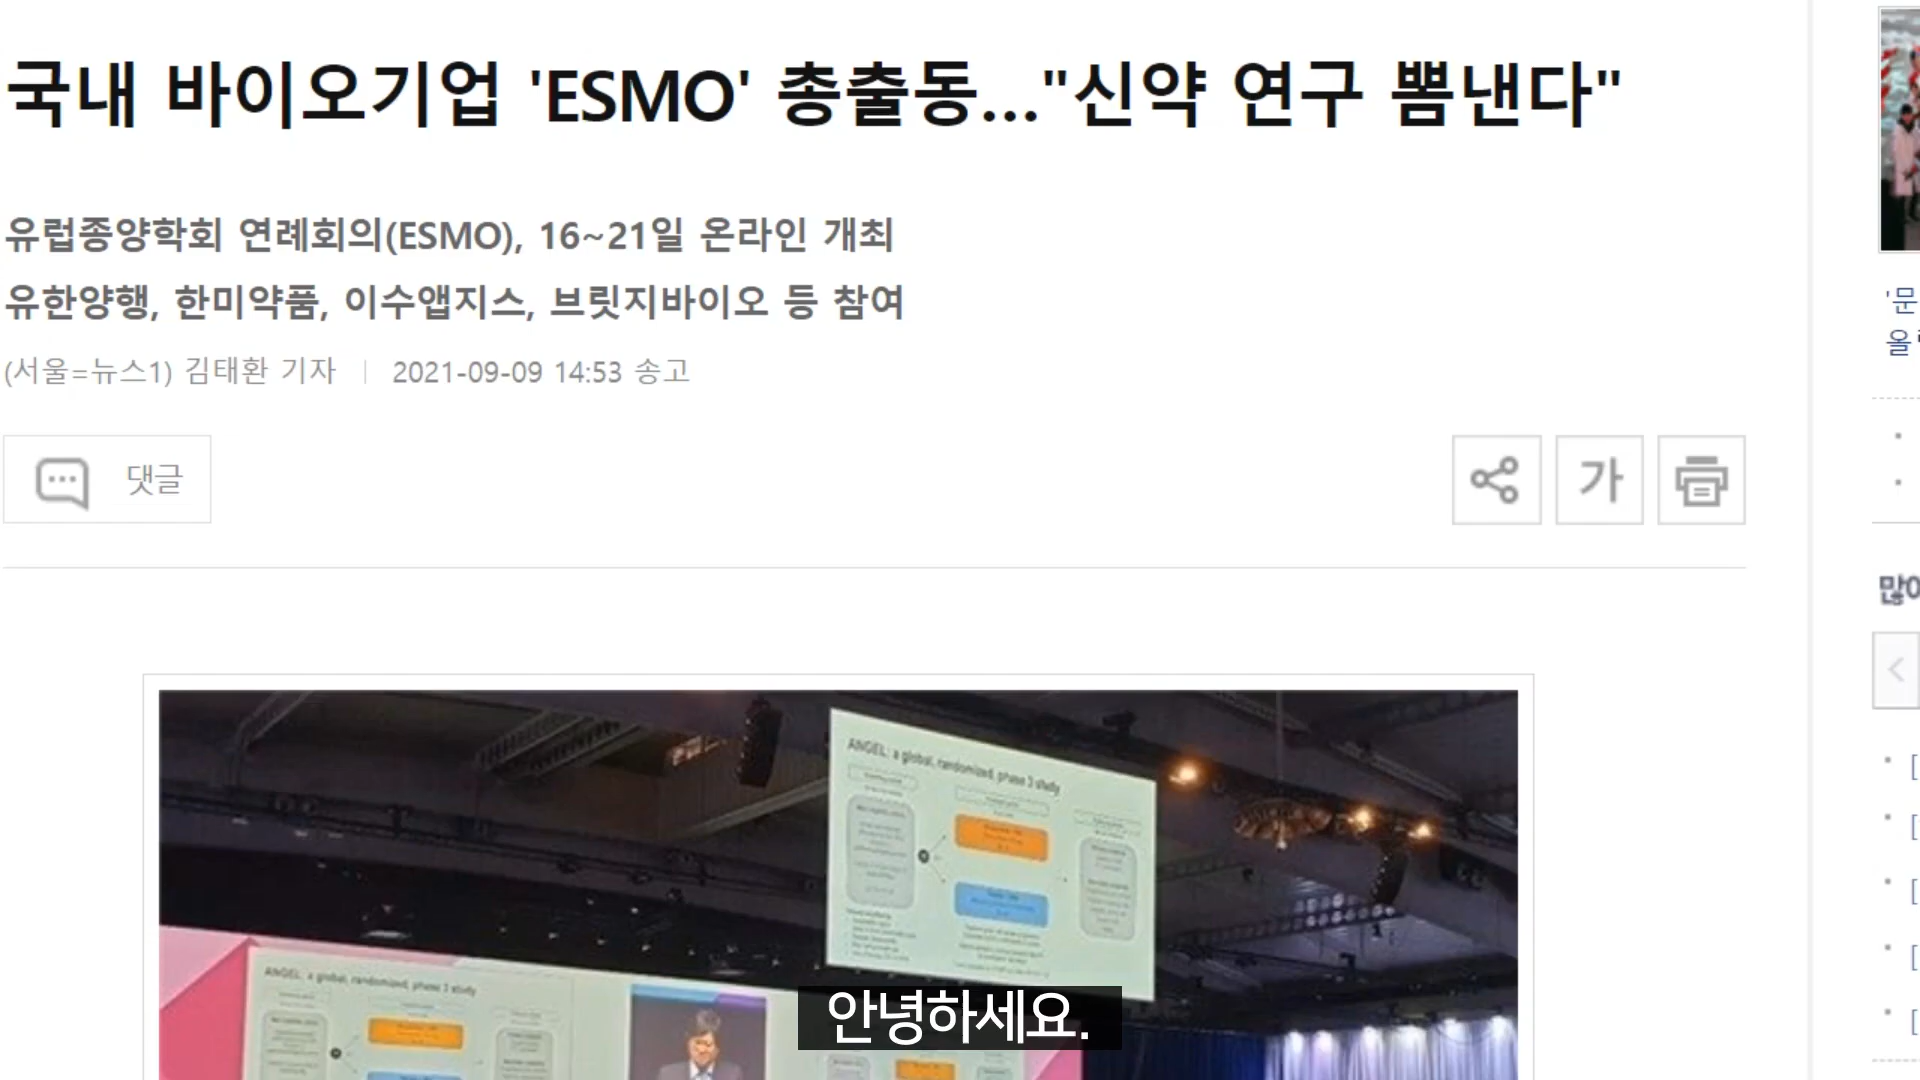 국내 바이오기업 'ESMO' 총출동..."신약 연구 뽐낸다"
유럽종양학회 연례회의(ESMO), 16~21일 온라인 개최
유한양행, 한미약품, 이수앱지스, 브릿지바이오 등 참여
(서울=뉴스1) 김태환 기자 | 2021-09-09 14:53 송고
댓글
가
'문
많이
ANGEL: a global, randomized, phase 3 study
ANGEL: a global, randomized, phase 3 study
안녕하세요.